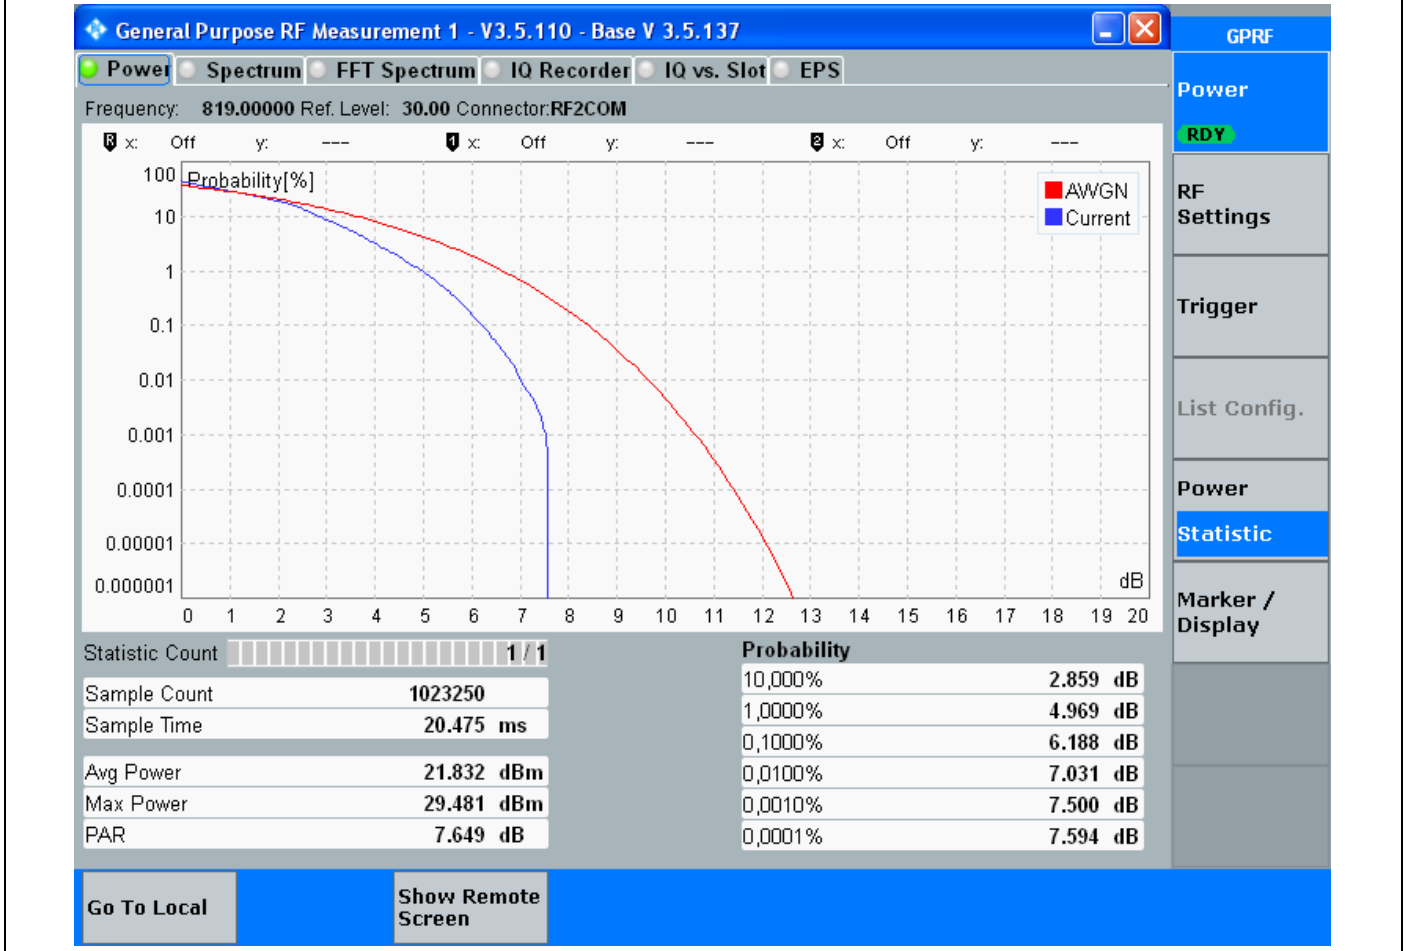 General Purpose RF Measurement 1 - V3.5.110 - Base V 3.5.137
GPRF
Power Spectrum FFT Spectrum IQ Recorder IQ vs. Slot EPS
Frequency: 819.00000 Ref. Level: 30.00 Connector:RF2COM
R x: Off y: --- 1 x: Off y: --- 2 x: Off y: ---
Probability[%]
AWGN
Current
100
10
1
0.1
0.01
0.001
0.0001
0.00001
0.000001
dB
0 1 2 3 4 5 6 7 8 9 10 11 12 13 14 15 16 17 18 19 20
Statistic Count 1 / 1
Sample Count 1023250
Sample Time 20.475 ms
Avg Power 21.832 dBm
Max Power 29.481 dBm
PAR 7.649 dB
Probability
10,000% 2.859 dB
1,0000% 4.969 dB
0,1000% 6.188 dB
0,0100% 7.031 dB
0,0010% 7.500 dB
0,0001% 7.594 dB
Power
RDY
RF
Settings
Trigger
List Config.
Power
Statistic
Marker /
Display
Go To Local
Show Remote
Screen